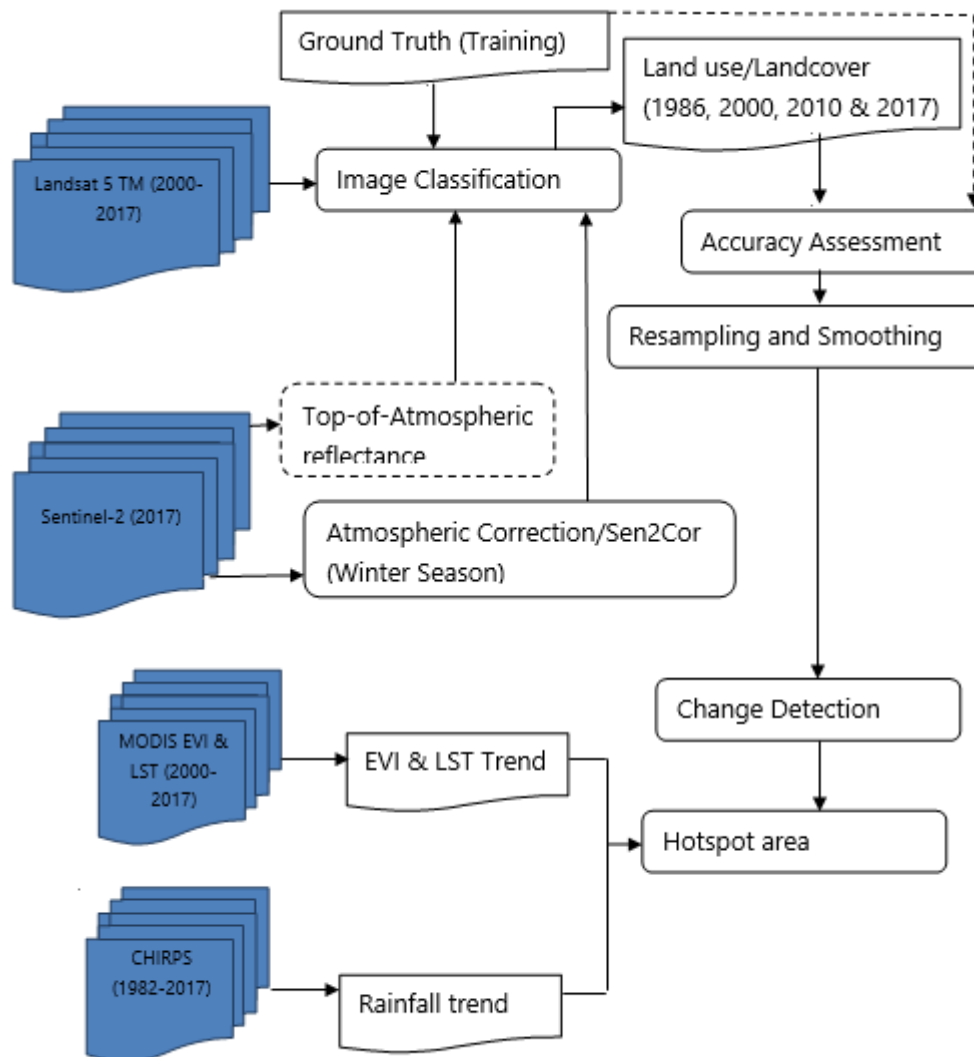 Ground Truth (Training)
Land use/Landcover
(1986, 2000, 2010 & 2017)
Landsat 5 TM (2000-
2017)
Image Classification
Accuracy Assessment
Resampling and Smoothing
Top-of-Atmospheric
reflectance
Sentinel-2 (2017)
Atmospheric Correction/Sen2Cor
(Winter Season)
Change Detection
MODIS EVI &
LST (2000-
2017)
EVI & LST Trend
Hotspot area
CHIRPS
(1982-2017)
Rainfall trend